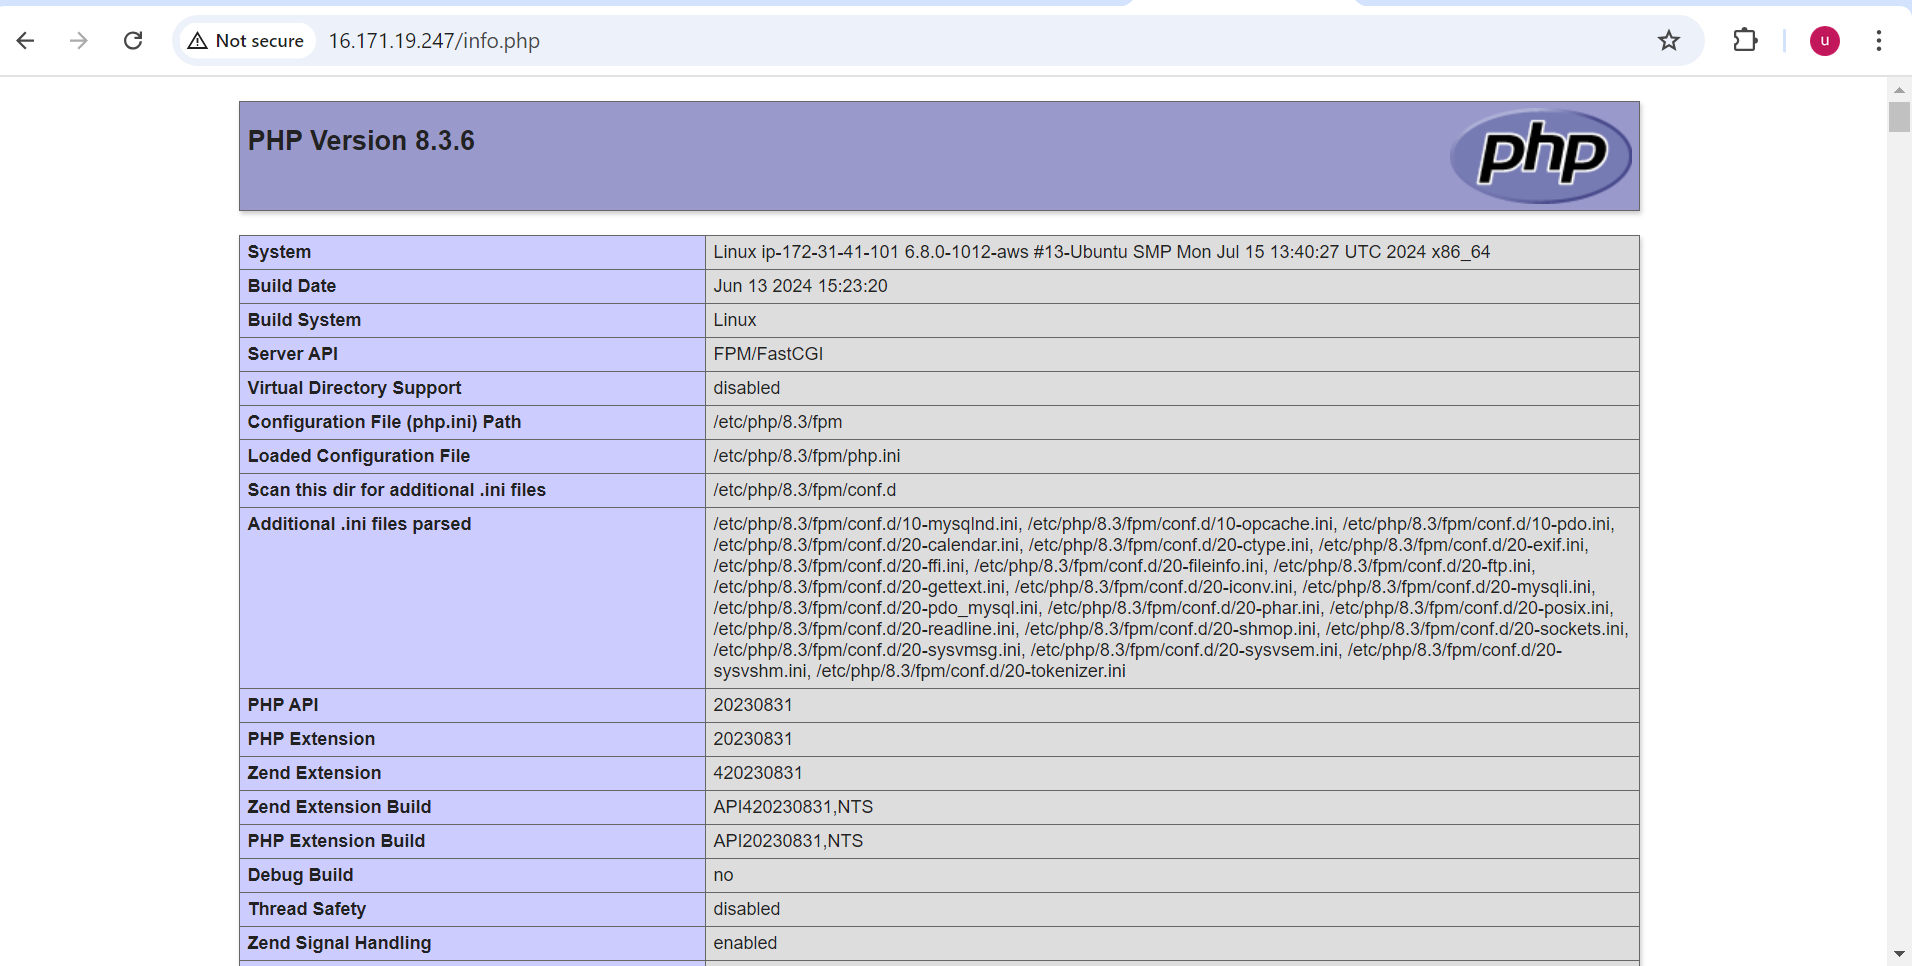 Not secure 16.171.19.247/info.php u
PHP Version 8.3.6 php
System Linux ip-172-31-41-101 6.8.0-1012-aws #13-Ubuntu SMP Mon Jul 15 13:40:27 UTC 2024 x86_64
Build Date Jun 13 2024 15:23:20
Build System Linux
Server API FPM/FastCGI
Virtual Directory Support disabled
Configuration File (php.ini) Path /etc/php/8.3/fpm
Loaded Configuration File /etc/php/8.3/fpm/php.ini
Scan this dir for additional .ini files /etc/php/8.3/fpm/conf.d
Additional .ini files parsed /etc/php/8.3/fpm/conf.d/10-mysqlnd.ini, /etc/php/8.3/fpm/conf.d/10-opcache.ini, /etc/php/8.3/fpm/conf.d/10-pdo.ini,
/etc/php/8.3/fpm/conf.d/20-calendar.ini, /etc/php/8.3/fpm/conf.d/20-ctype.ini, /etc/php/8.3/fpm/conf.d/20-exif.ini,
/etc/php/8.3/fpm/conf.d/20-ffi.ini, /etc/php/8.3/fpm/conf.d/20-fileinfo.ini, /etc/php/8.3/fpm/conf.d/20-ftp.ini,
/etc/php/8.3/fpm/conf.d/20-gettext.ini, /etc/php/8.3/fpm/conf.d/20-iconv.ini, /etc/php/8.3/fpm/conf.d/20-mysqli.ini,
/etc/php/8.3/fpm/conf.d/20-pdo_mysql.ini, /etc/php/8.3/fpm/conf.d/20-phar.ini, /etc/php/8.3/fpm/conf.d/20-posix.ini,
/etc/php/8.3/fpm/conf.d/20-readline.ini, /etc/php/8.3/fpm/conf.d/20-shmop.ini, /etc/php/8.3/fpm/conf.d/20-sockets.ini,
/etc/php/8.3/fpm/conf.d/20-sysvmsg.ini, /etc/php/8.3/fpm/conf.d/20-sysvsem.ini, /etc/php/8.3/fpm/conf.d/20-
sysvshm.ini, /etc/php/8.3/fpm/conf.d/20-tokenizer.ini
PHP API 20230831
PHP Extension 20230831
Zend Extension 420230831
Zend Extension Build API420230831,NTS
PHP Extension Build API20230831,NTS
Debug Build no
Thread Safety disabled
Zend Signal Handling enabled